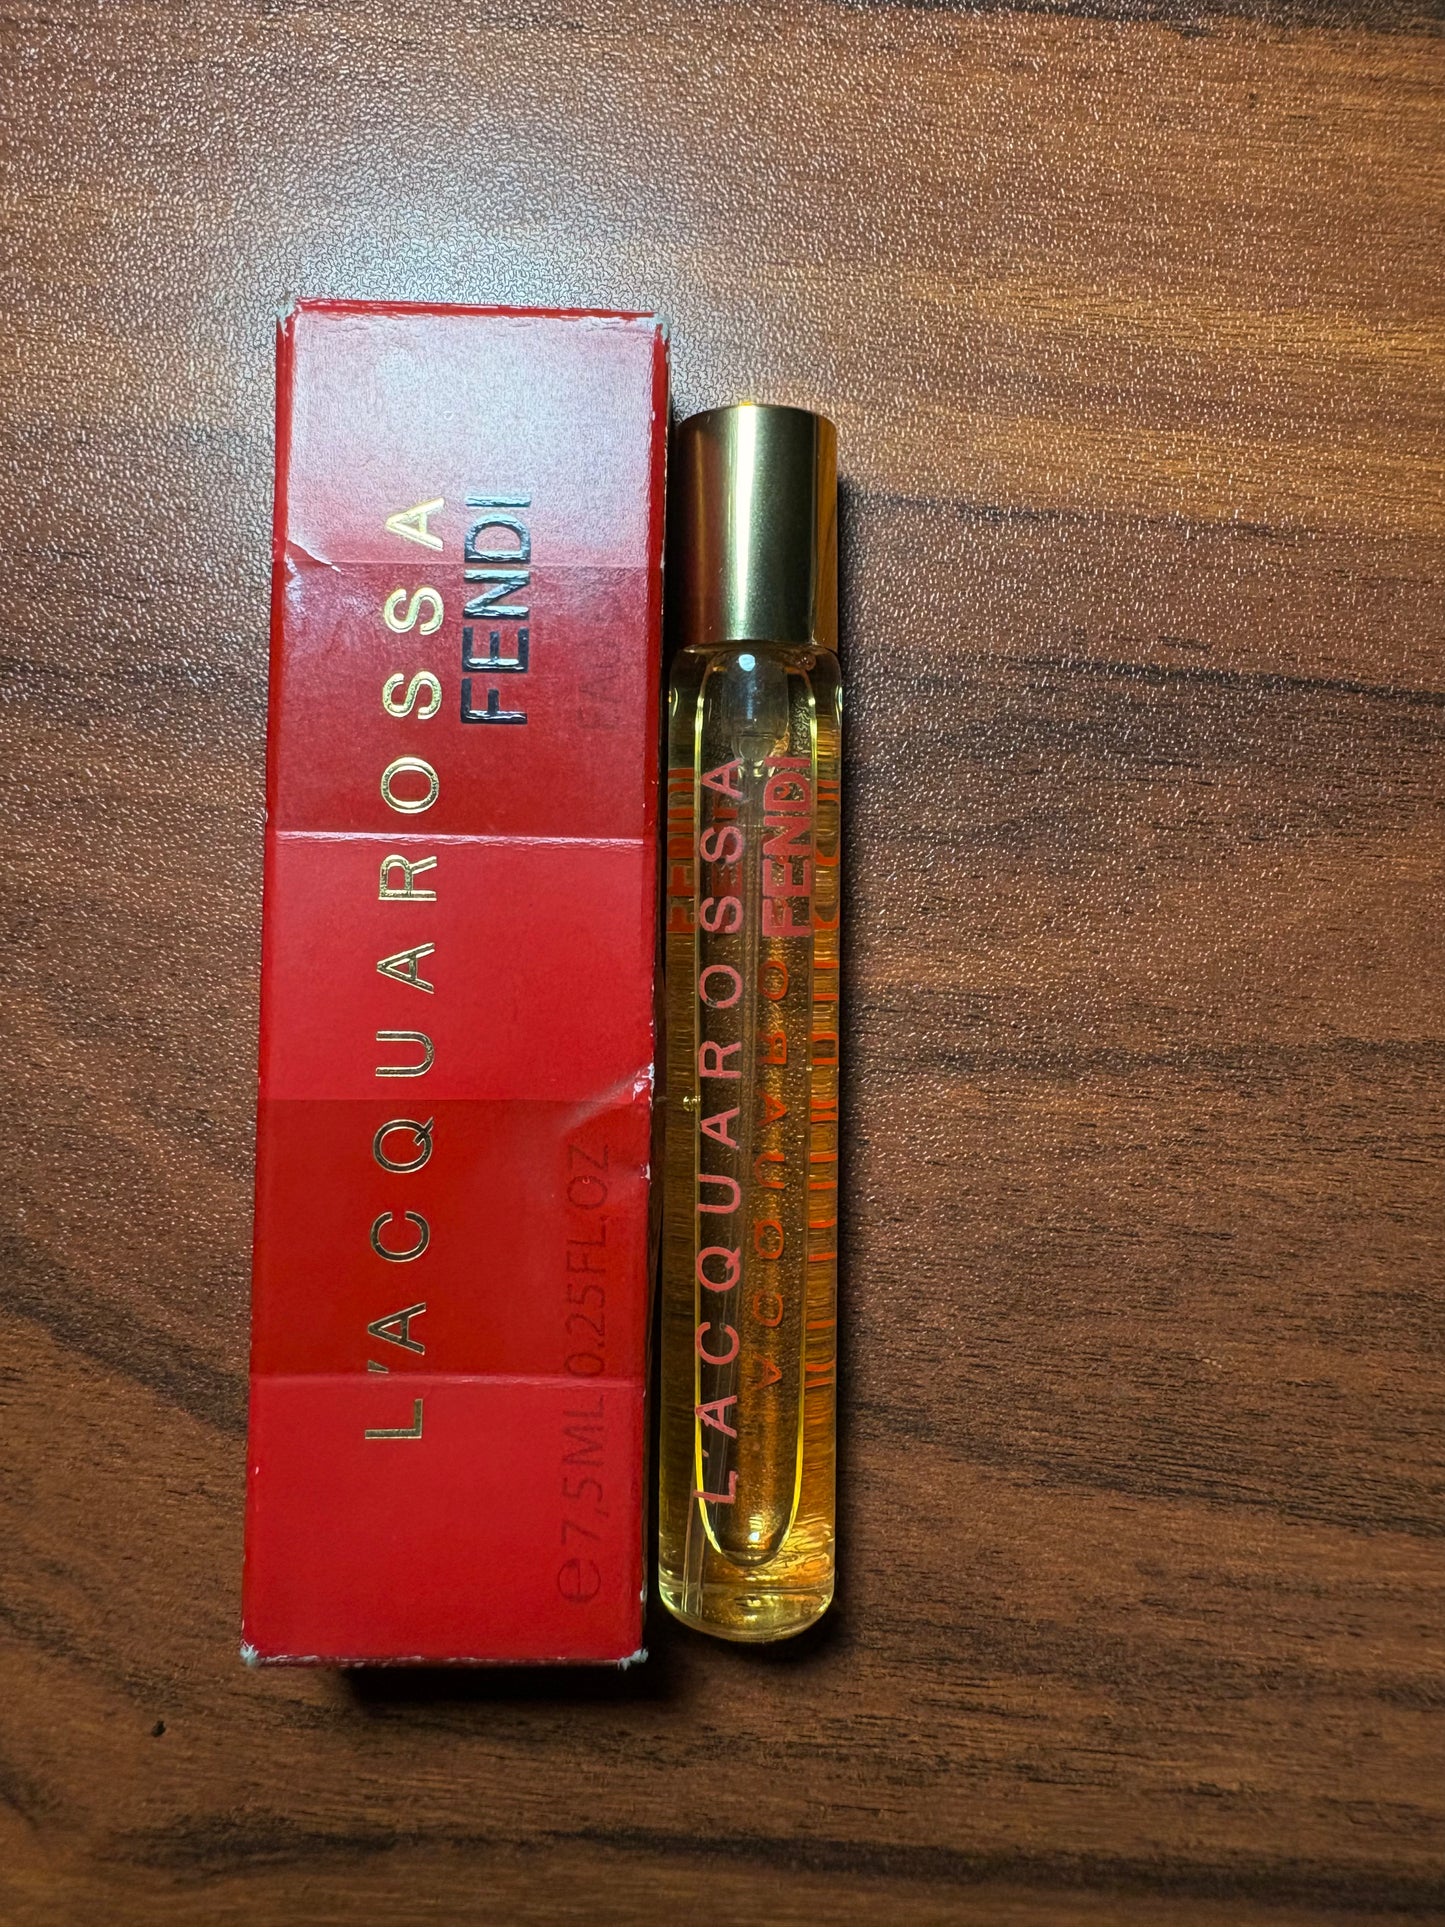 L'ACQUAROSSA
FENDI
e 7,5ML 0.25FL.OZ
L'ACQUAROSSA
FENDI